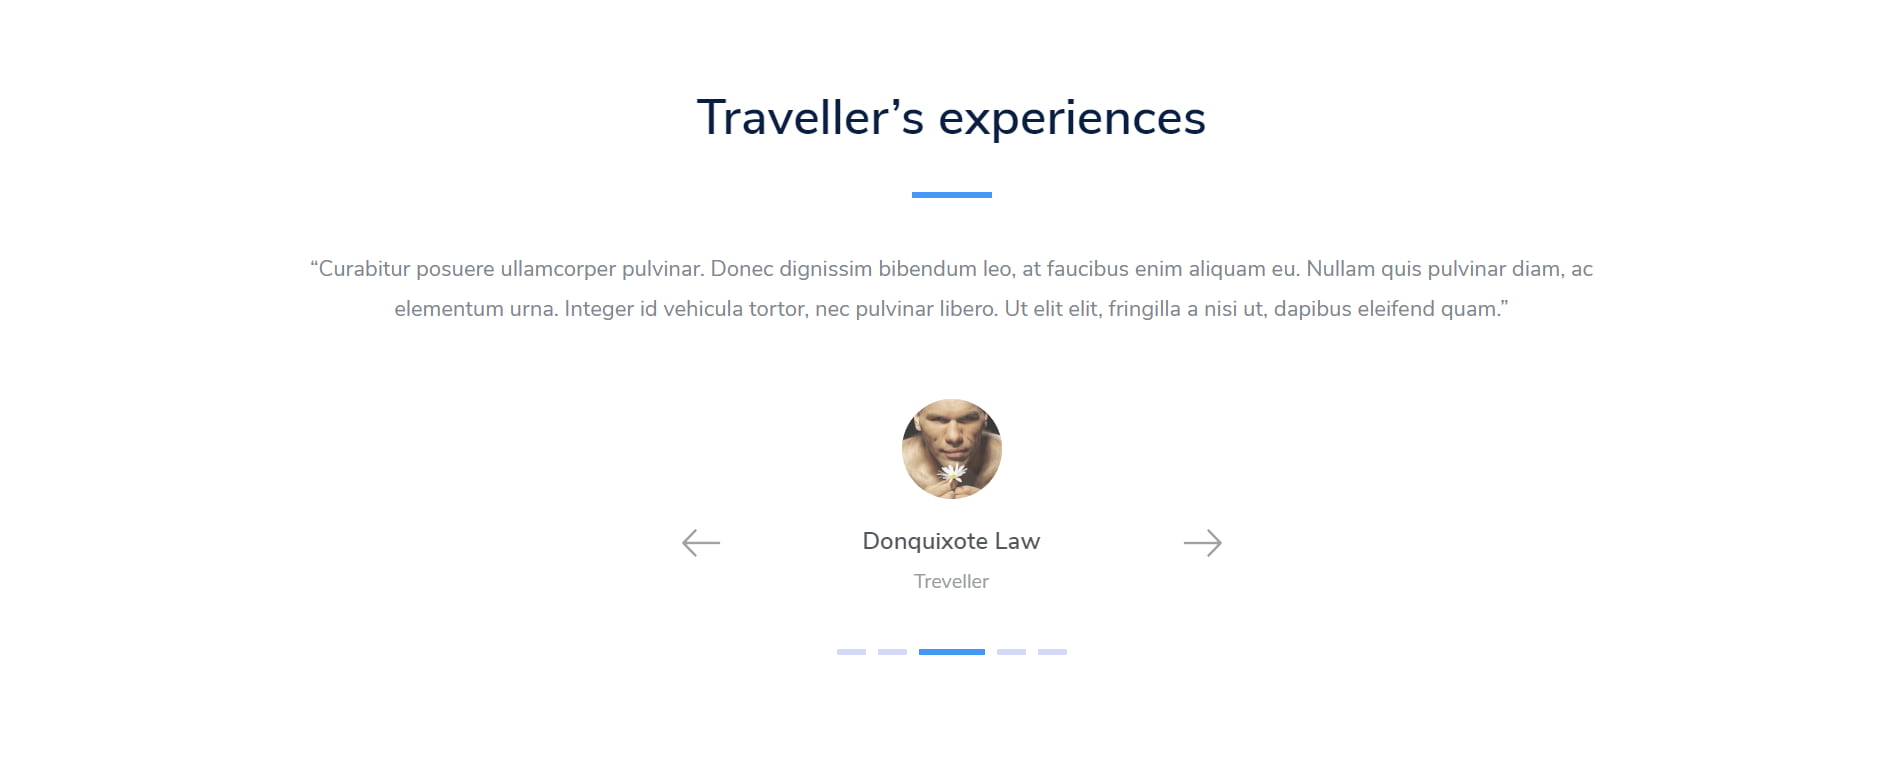 Traveller’s experiences
“Curabitur posuere ullamcorper pulvinar. Donec dignissim bibendum leo, at faucibus enim aliquam eu. Nullam quis pulvinar diam, ac
elementum urna. Integer id vehicula tortor, nec pulvinar libero. Ut elit elit, fringilla a nisi ut, dapibus eleifend quam.”
Donquixote Law
Treveller